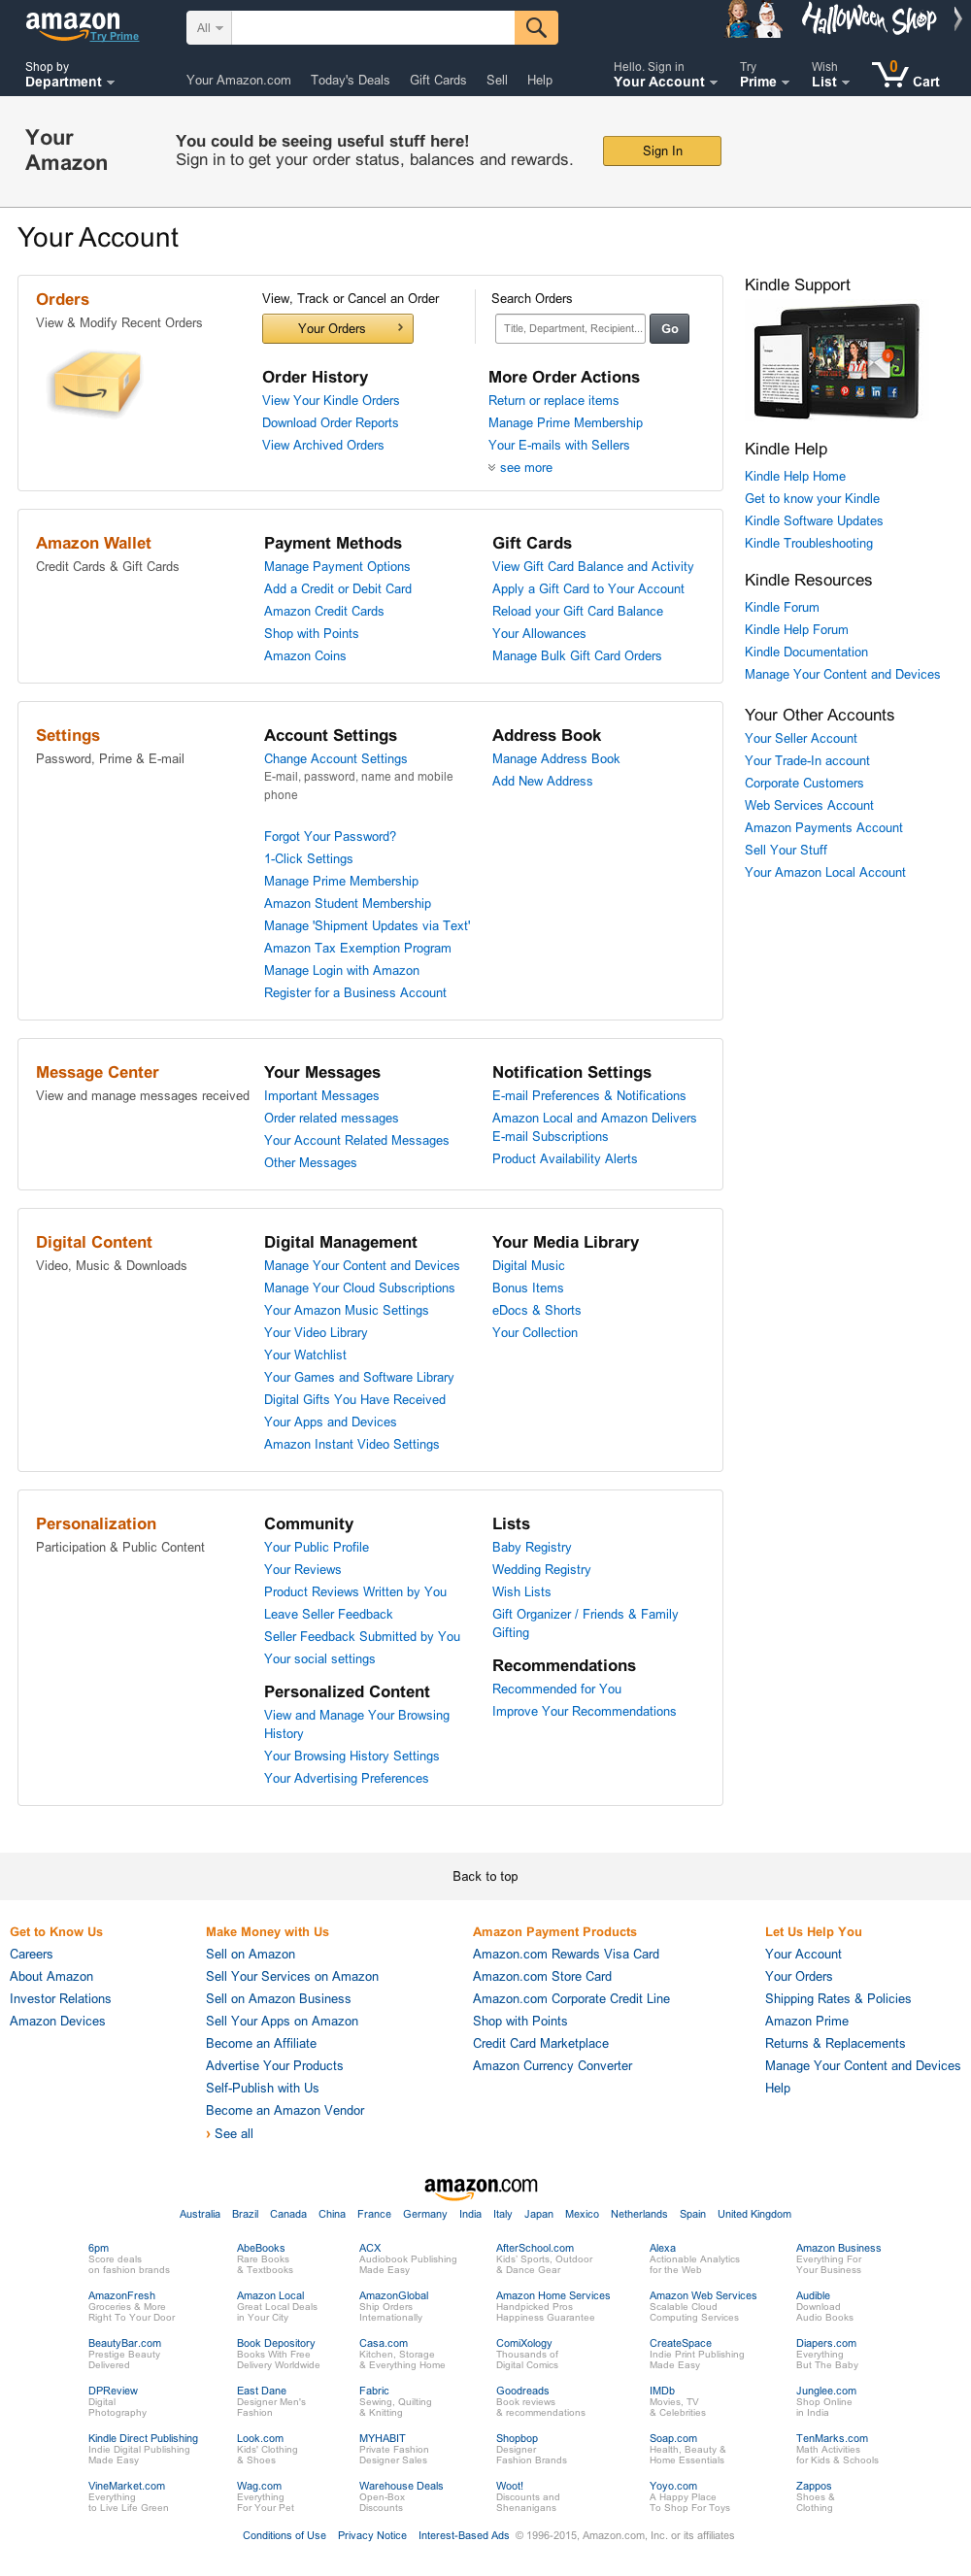 amazon
Try Prime
All
Halloween Shop
Shop by
Department
Your Amazon.com Today's Deals Gift Cards Sell Help
Hello. Sign in
Your Account
Try
Prime
Wish
List
0
Cart
Your
Amazon
You could be seeing useful stuff here!
Sign in to get your order status, balances and rewards.
Sign In
Your Account
Orders
View & Modify Recent Orders
View, Track or Cancel an Order
Your Orders
Search Orders
Title, Department, Recipient...
Go
Order History
View Your Kindle Orders
Download Order Reports
View Archived Orders
More Order Actions
Return or replace items
Manage Prime Membership
Your E-mails with Sellers
see more
Amazon Wallet
Credit Cards & Gift Cards
Payment Methods
Manage Payment Options
Add a Credit or Debit Card
Amazon Credit Cards
Shop with Points
Amazon Coins
Gift Cards
View Gift Card Balance and Activity
Apply a Gift Card to Your Account
Reload your Gift Card Balance
Your Allowances
Manage Bulk Gift Card Orders
Settings
Password, Prime & E-mail
Account Settings
Change Account Settings
E-mail, password, name and mobile
phone
Forgot Your Password?
1-Click Settings
Manage Prime Membership
Amazon Student Membership
Manage 'Shipment Updates via Text'
Amazon Tax Exemption Program
Manage Login with Amazon
Register for a Business Account
Address Book
Manage Address Book
Add New Address
Message Center
View and manage messages received
Your Messages
Important Messages
Order related messages
Your Account Related Messages
Other Messages
Notification Settings
E-mail Preferences & Notifications
Amazon Local and Amazon Delivers
E-mail Subscriptions
Product Availability Alerts
Digital Content
Video, Music & Downloads
Digital Management
Manage Your Content and Devices
Manage Your Cloud Subscriptions
Your Amazon Music Settings
Your Video Library
Your Watchlist
Your Games and Software Library
Digital Gifts You Have Received
Your Apps and Devices
Amazon Instant Video Settings
Your Media Library
Digital Music
Bonus Items
eDocs & Shorts
Your Collection
Personalization
Participation & Public Content
Community
Your Public Profile
Your Reviews
Product Reviews Written by You
Leave Seller Feedback
Seller Feedback Submitted by You
Your social settings
Personalized Content
View and Manage Your Browsing
History
Your Browsing History Settings
Your Advertising Preferences
Lists
Baby Registry
Wedding Registry
Wish Lists
Gift Organizer / Friends & Family
Gifting
Recommendations
Recommended for You
Improve Your Recommendations
Kindle Support
Kindle Help
Kindle Help Home
Get to know your Kindle
Kindle Software Updates
Kindle Troubleshooting
Kindle Resources
Kindle Forum
Kindle Help Forum
Kindle Documentation
Manage Your Content and Devices
Your Other Accounts
Your Seller Account
Your Trade-In account
Corporate Customers
Web Services Account
Amazon Payments Account
Sell Your Stuff
Your Amazon Local Account
Back to top
Get to Know Us
Careers
About Amazon
Investor Relations
Amazon Devices
Make Money with Us
Sell on Amazon
Sell Your Services on Amazon
Sell on Amazon Business
Sell Your Apps on Amazon
Become an Affiliate
Advertise Your Products
Self-Publish with Us
Become an Amazon Vendor
› See all
Amazon Payment Products
Amazon.com Rewards Visa Card
Amazon.com Store Card
Amazon.com Corporate Credit Line
Shop with Points
Credit Card Marketplace
Amazon Currency Converter
Let Us Help You
Your Account
Your Orders
Shipping Rates & Policies
Amazon Prime
Returns & Replacements
Manage Your Content and Devices
Help
amazon.com
Australia Brazil Canada China France Germany India Italy Japan Mexico Netherlands Spain United Kingdom
6pm
Score deals
on fashion brands
AbeBooks
Rare Books
& Textbooks
ACX
Audiobook Publishing
Made Easy
AfterSchool.com
Kids' Sports, Outdoor
& Dance Gear
Alexa
Actionable Analytics
for the Web
Amazon Business
Everything For
Your Business
AmazonFresh
Groceries & More
Right To Your Door
Amazon Local
Great Local Deals
in Your City
AmazonGlobal
Ship Orders
Internationally
Amazon Home Services
Handpicked Pros
Happiness Guarantee
Amazon Web Services
Scalable Cloud
Computing Services
Audible
Download
Audio Books
BeautyBar.com
Prestige Beauty
Delivered
Book Depository
Books With Free
Delivery Worldwide
Casa.com
Kitchen, Storage
& Everything Home
ComiXology
Thousands of
Digital Comics
CreateSpace
Indie Print Publishing
Made Easy
Diapers.com
Everything
But The Baby
DPReview
Digital
Photography
East Dane
Designer Men's
Fashion
Fabric
Sewing, Quilting
& Knitting
Goodreads
Book reviews
& recommendations
IMDb
Movies, TV
& Celebrities
Junglee.com
Shop Online
in India
Kindle Direct Publishing
Indie Digital Publishing
Made Easy
Look.com
Kids' Clothing
& Shoes
MYHABIT
Private Fashion
Designer Sales
Shopbop
Designer
Fashion Brands
Soap.com
Health, Beauty &
Home Essentials
TenMarks.com
Math Activities
for Kids & Schools
VineMarket.com
Everything
to Live Life Green
Wag.com
Everything
For Your Pet
Warehouse Deals
Open-Box
Discounts
Woot!
Discounts and
Shenanigans
Yoyo.com
A Happy Place
To Shop For Toys
Zappos
Shoes &
Clothing
Conditions of Use Privacy Notice Interest-Based Ads © 1996-2015, Amazon.com, Inc. or its affiliates